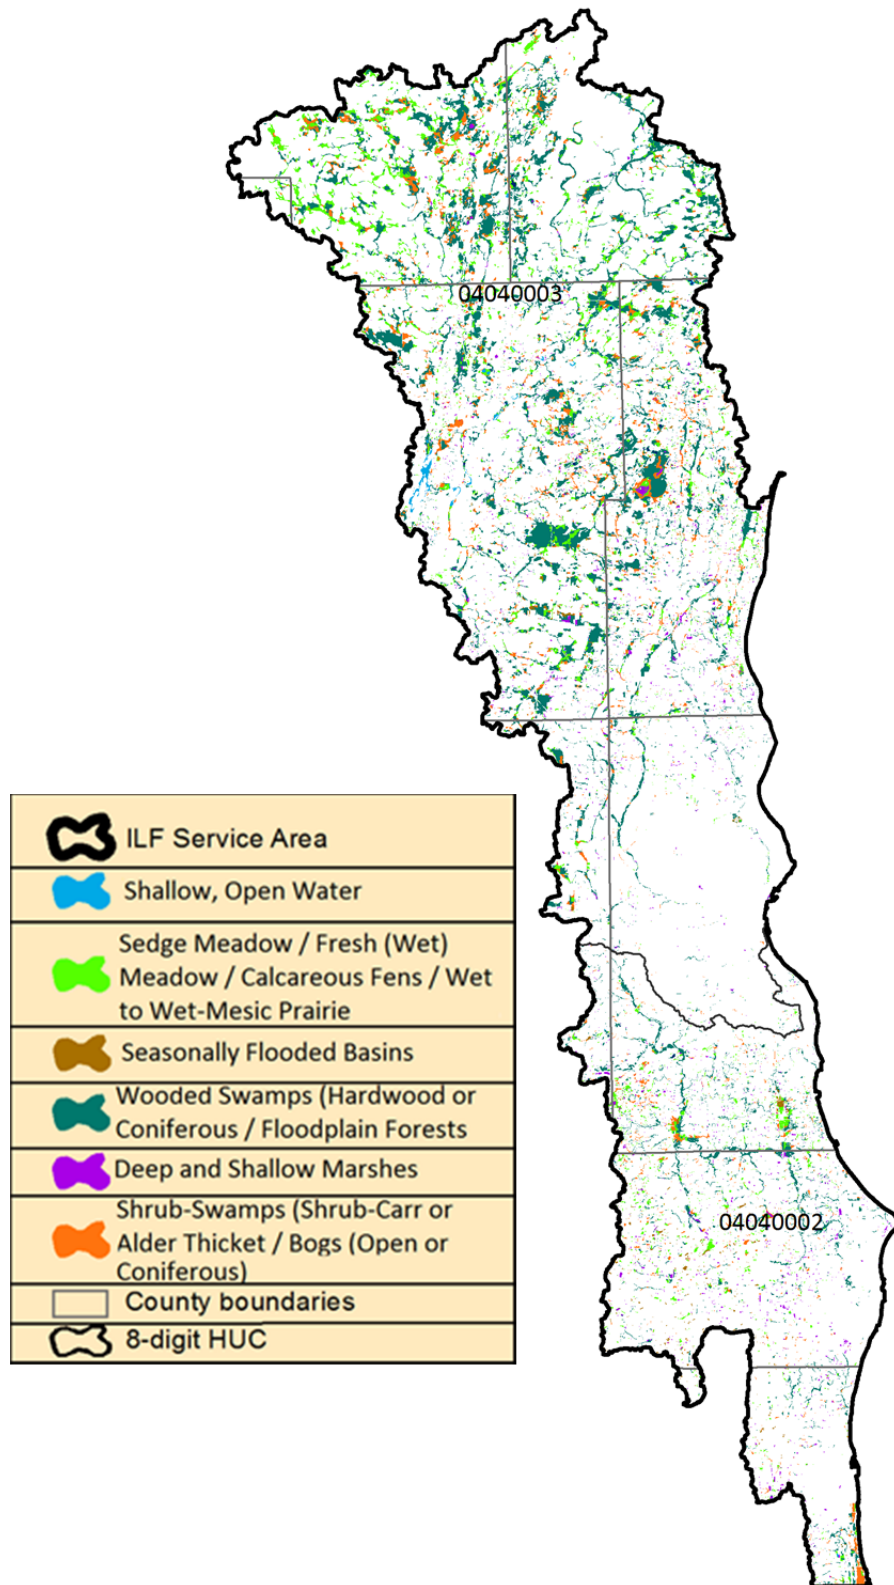 04040003
ILF Service Area
Shallow, Open Water
Sedge Meadow / Fresh (Wet)
Meadow / Calcareous Fens / Wet
to Wet-Mesic Prairie
Seasonally Flooded Basins
Wooded Swamps (Hardwood or
Coniferous / Floodplain Forests
Deep and Shallow Marshes
Shrub-Swamps (Shrub-Carr or
Alder Thicket / Bogs (Open or
Coniferous)
County boundaries
8-digit HUC
04040002